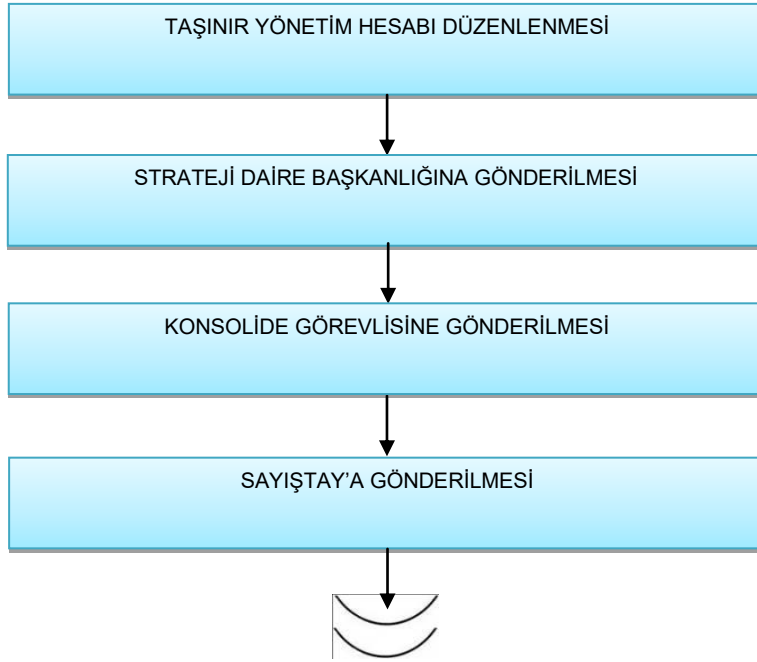 TAŞINIR YÖNETİM HESABI DÜZENLENMESİ
STRATEJİ DAİRE BAŞKANLIĞINA GÖNDERİLMESİ
KONSOLİDE GÖREVLİSİNE GÖNDERİLMESİ
SAYIŞTAY’A GÖNDERİLMESİ